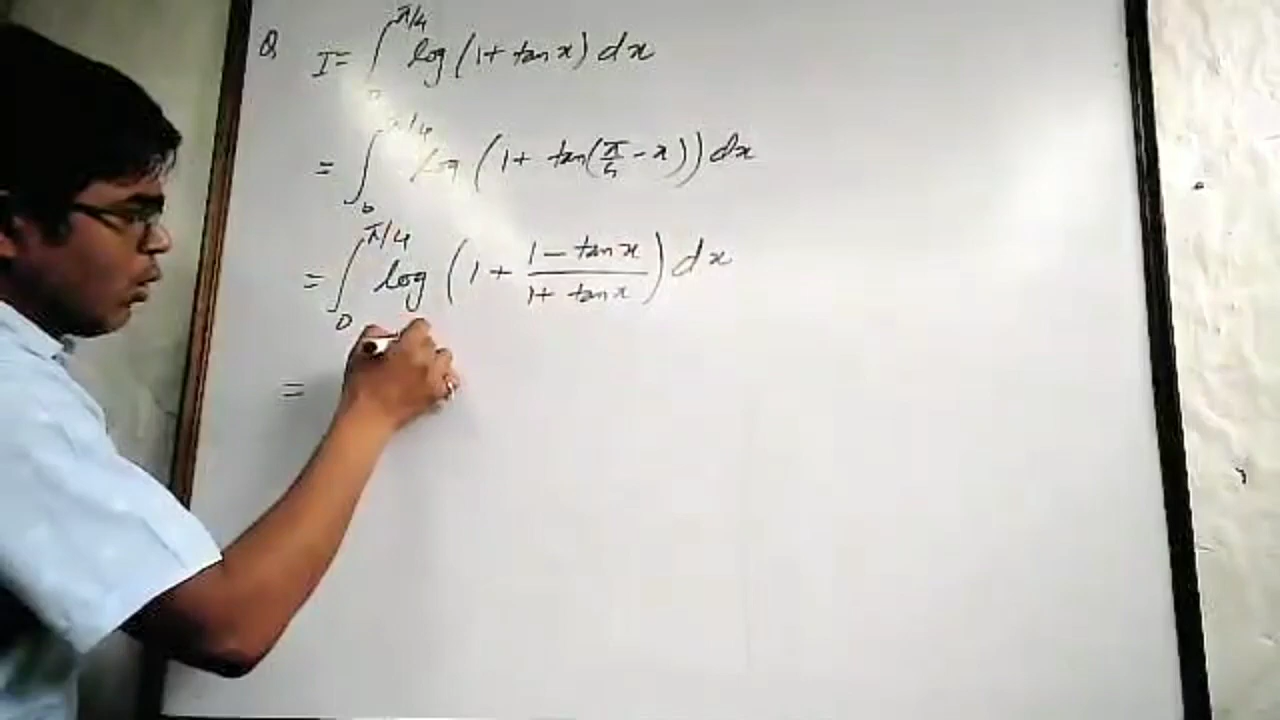 Q I = ∫₀^π/4 log (1 + tan x) dx
= ∫₀^π/4 log (1 + tan(π/4 - x)) dx
= ∫₀^π/4 log (1 + (1 - tan x)/(1 + tan x)) dx
=